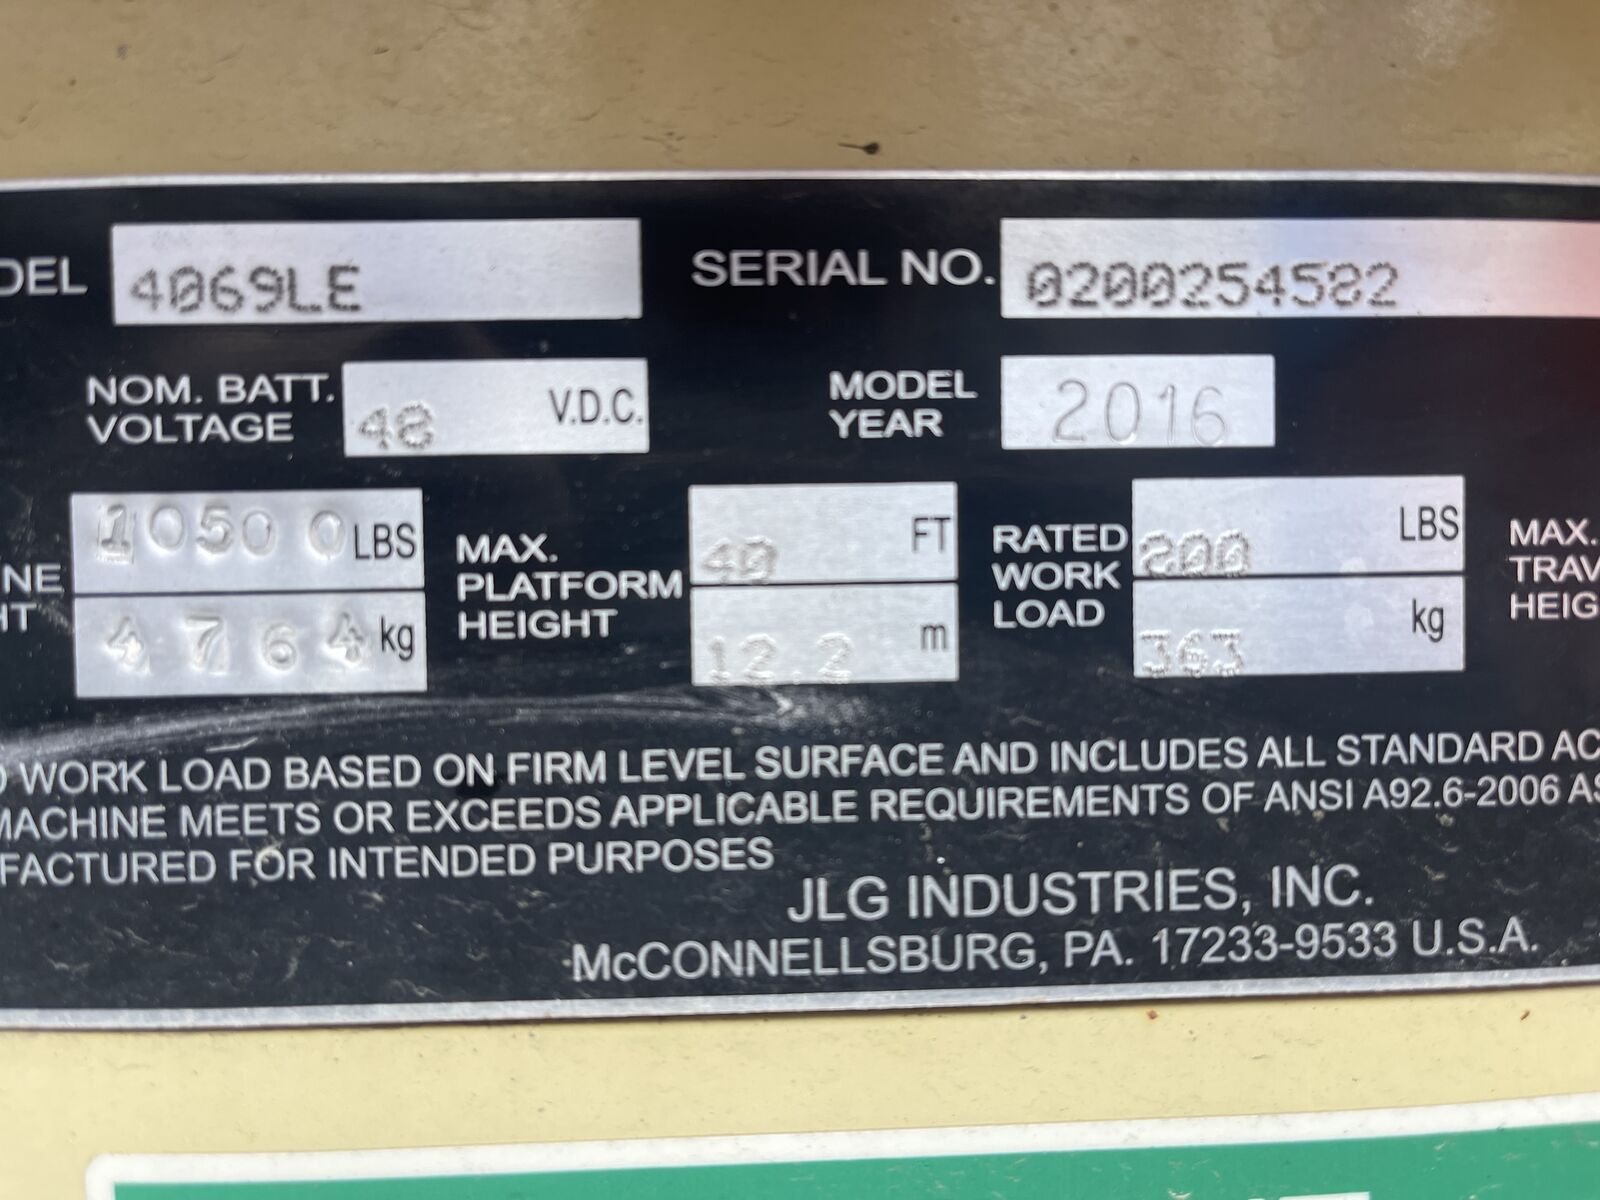 DEL 4069LE SERIAL NO. 0200254582
NOM. BATT. VOLTAGE 48 V.D.C. MODEL YEAR 2016
10500 LBS
NE
HT
4764 kg
MAX. PLATFORM HEIGHT 40 FT
12.2 m
RATED WORK LOAD 800 LBS
363 kg
MAX.
TRAV
HEIG
WORK LOAD BASED ON FIRM LEVEL SURFACE AND INCLUDES ALL STANDARD AC
MACHINE MEETS OR EXCEEDS APPLICABLE REQUIREMENTS OF ANSI A92.6-2006 AS
FACTURED FOR INTENDED PURPOSES
JLG INDUSTRIES, INC.
McCONNELLSBURG, PA. 17233-9533 U.S.A.